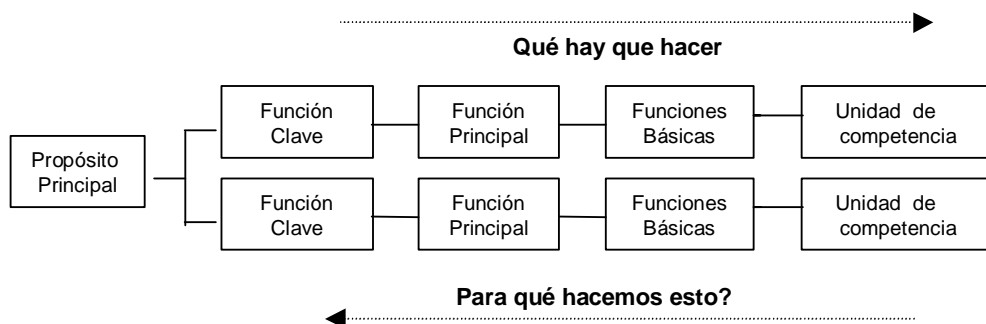 Qué hay que hacer
Función
Clave
Función
Principal
Funciones
Básicas
Unidad de
competencia
Propósito
Principal
Función
Clave
Función
Principal
Funciones
Básicas
Unidad de
competencia
Para qué hacemos esto?